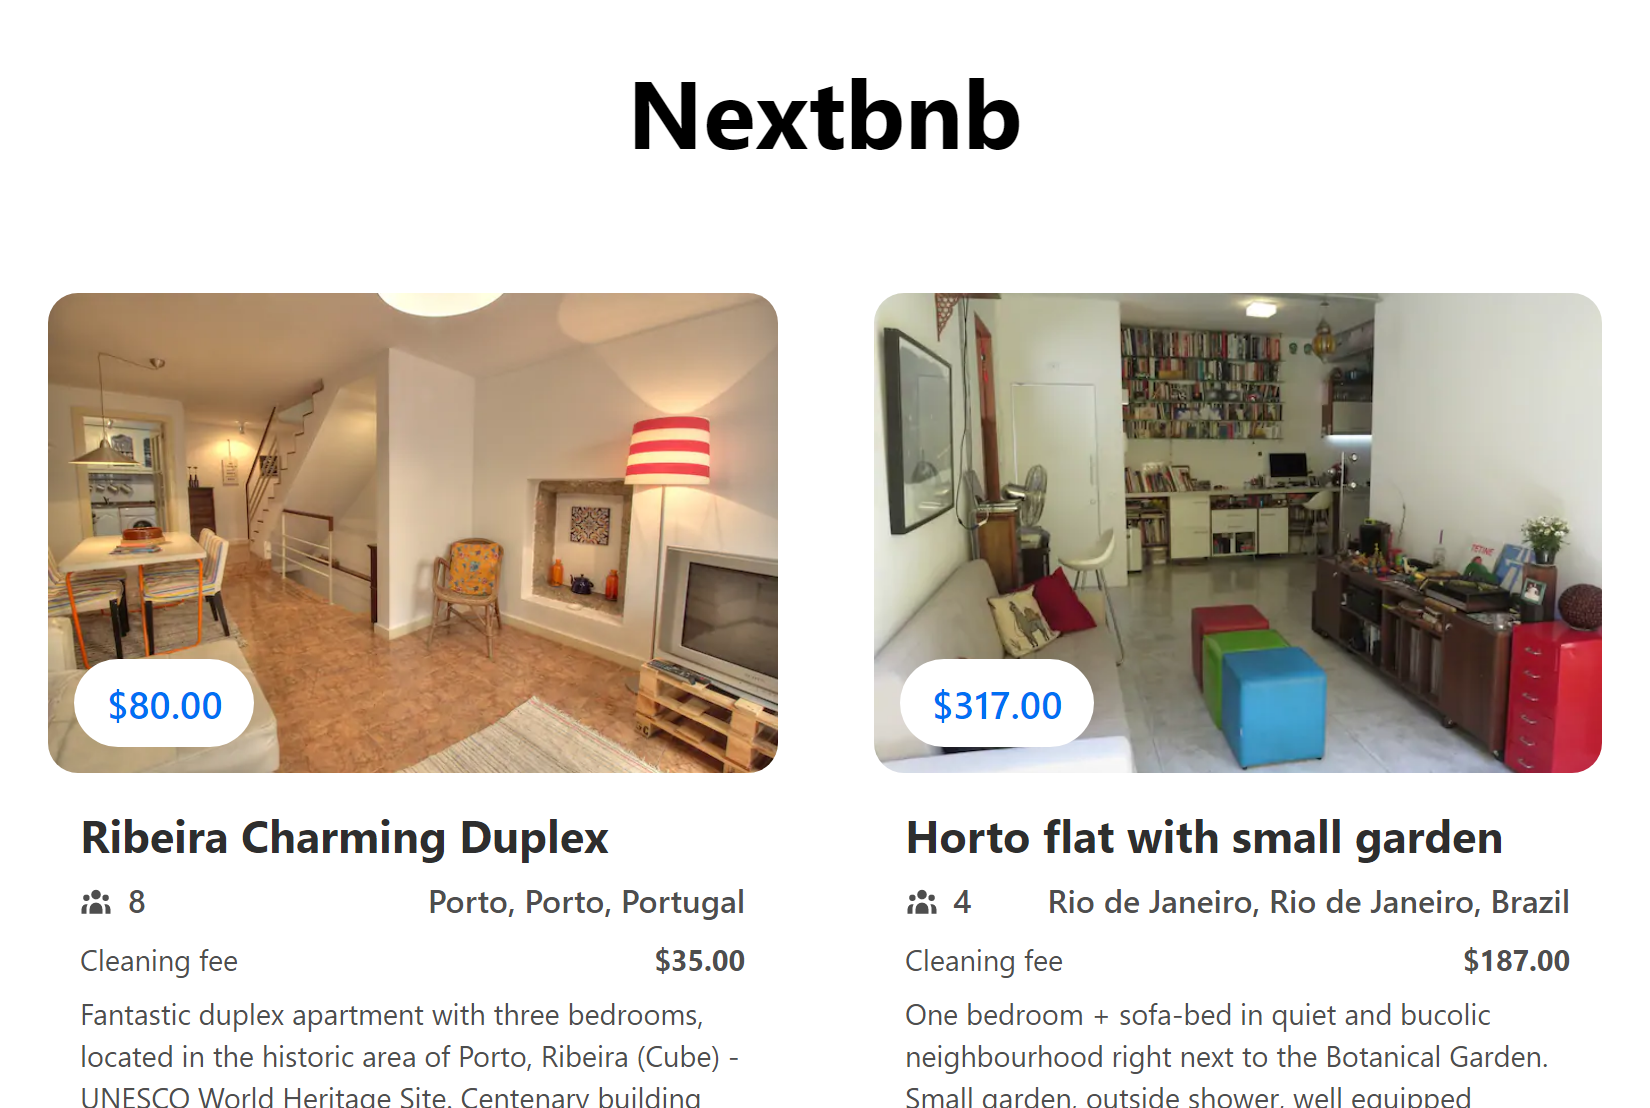 Nextbnb
$80.00
Ribeira Charming Duplex
8
Porto, Porto, Portugal
Cleaning fee
$35.00
Fantastic duplex apartment with three bedrooms,
located in the historic area of Porto, Ribeira (Cube) -
UNESCO World Heritage Site. Centenary building
$317.00
Horto flat with small garden
4
Rio de Janeiro, Rio de Janeiro, Brazil
Cleaning fee
$187.00
One bedroom + sofa-bed in quiet and bucolic
neighbourhood right next to the Botanical Garden.
Small garden, outside shower, well equipped